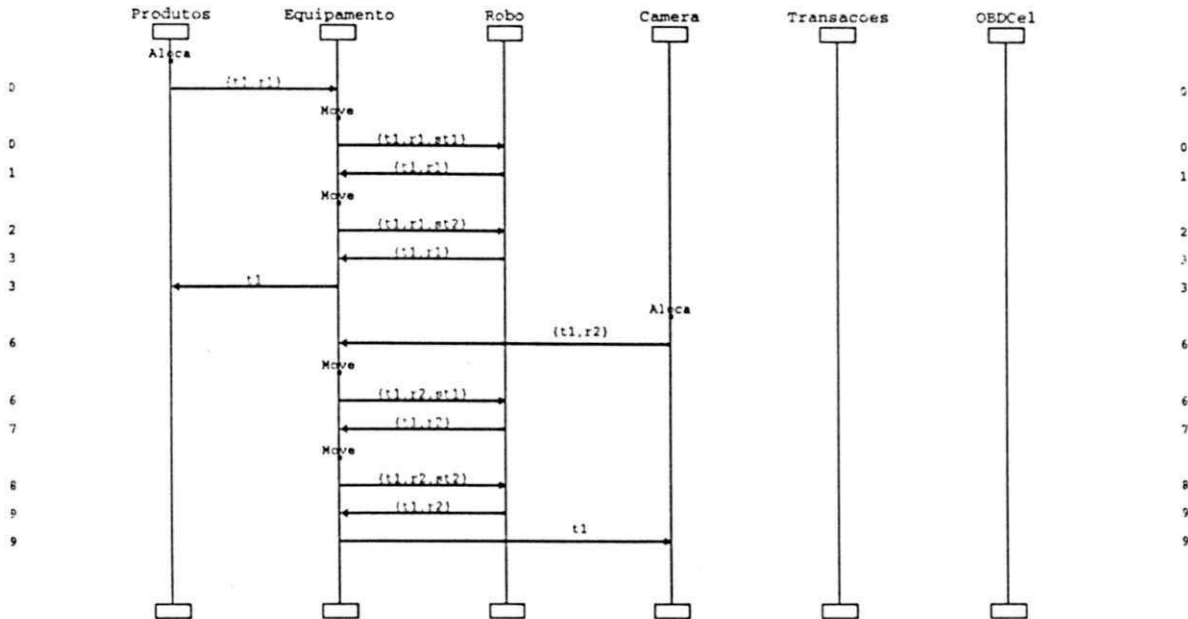 Produtos Equipamento Robo Camera Transacoes OBDCel
Aloca
0 (t1,r1) 0
Move
0 (t1,r1,st1) 0
1 (t1,r1) 1
Move
2 (t1,r1,st2) 2
3 (t1,r1) 3
3 t1 3
Aloca
6 (t1,r2) 6
Move
6 (t1,r2,st1) 6
7 (t1,r2) 7
Move
8 (t1,r2,st2) 8
9 (t1,r2) 9
9 t1 9